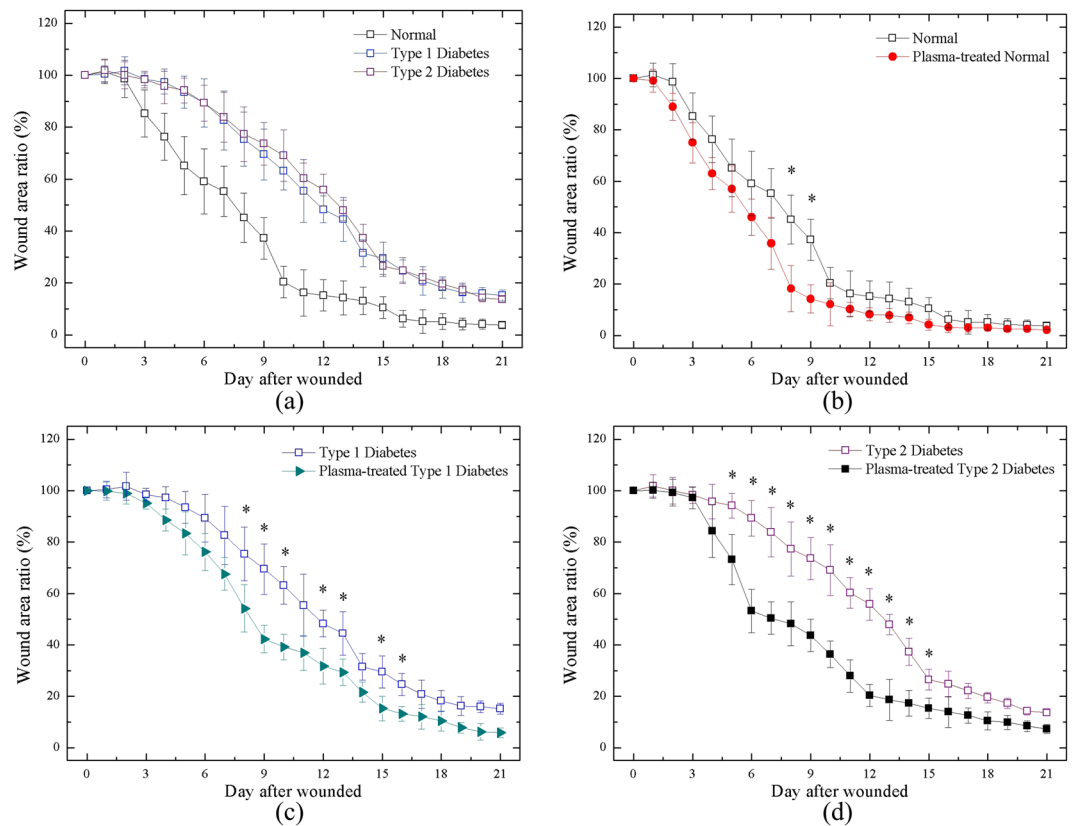 120
100
80
60
40
20
0
Wound area ratio (%)
Normal
Type 1 Diabetes
Type 2 Diabetes
0 3 6 9 12 15 18 21
Day after wounded
(a)
120
100
80
60
40
20
0
Wound area ratio (%)
Normal
Plasma-treated Normal
* *
0 3 6 9 12 15 18 21
Day after wounded
(b)
120
100
80
60
40
20
0
Wound area ratio (%)
Type 1 Diabetes
Plasma-treated Type 1 Diabetes
* * * * * * *
0 3 6 9 12 15 18 21
Day after wounded
(c)
120
100
80
60
40
20
0
Wound area ratio (%)
Type 2 Diabetes
Plasma-treated Type 2 Diabetes
* * * * * * * * * * *
0 3 6 9 12 15 18 21
Day after wounded
(d)